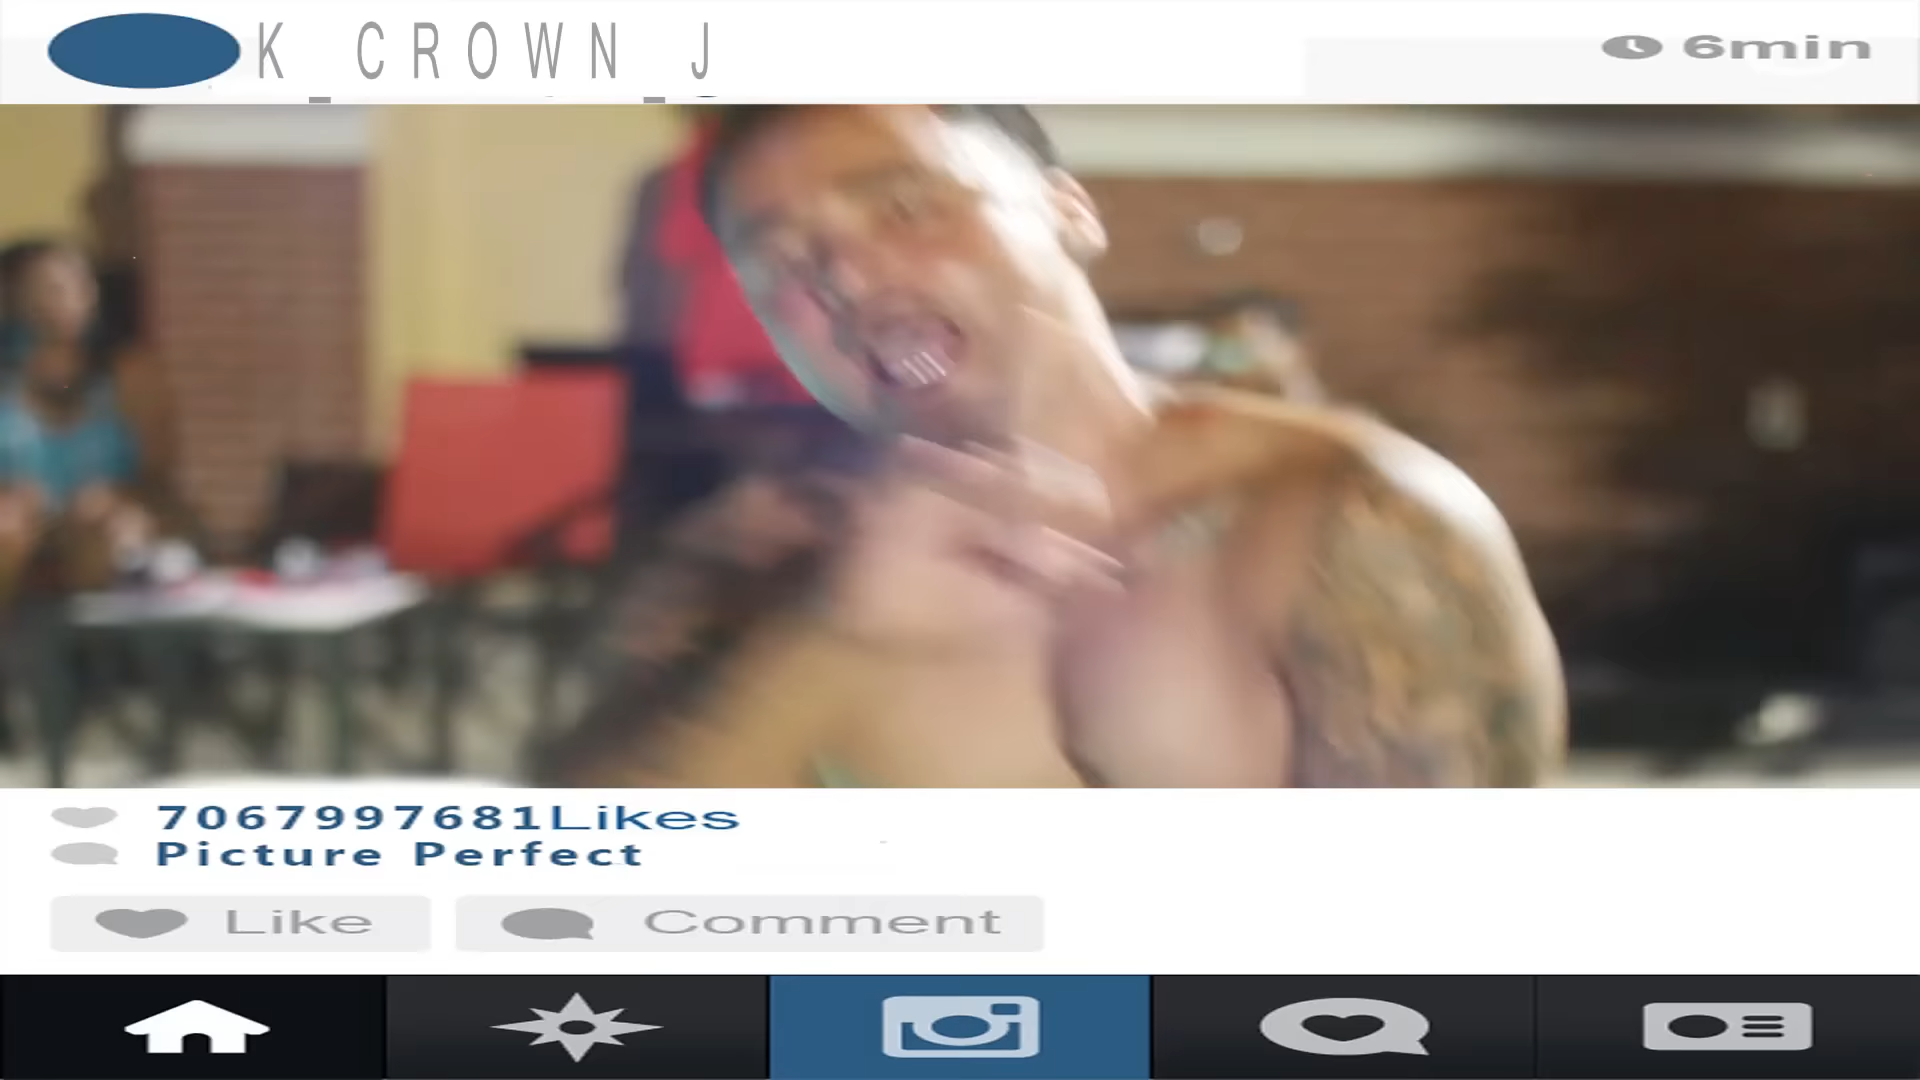 K CROWN J
6min
7067997681Likes
Picture Perfect
Like
Comment